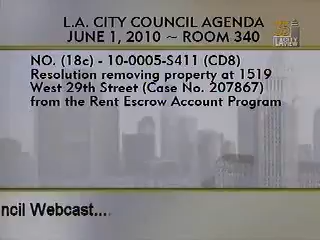 L.A. CITY COUNCIL AGENDA
JUNE 1, 2010 ~ ROOM 340
NO. (18c) - 10-0005-S411 (CD8)
Resolution removing property at 1519
West 29th Street (Case No. 207867)
from the Rent Escrow Account Program
ncil Webcast...